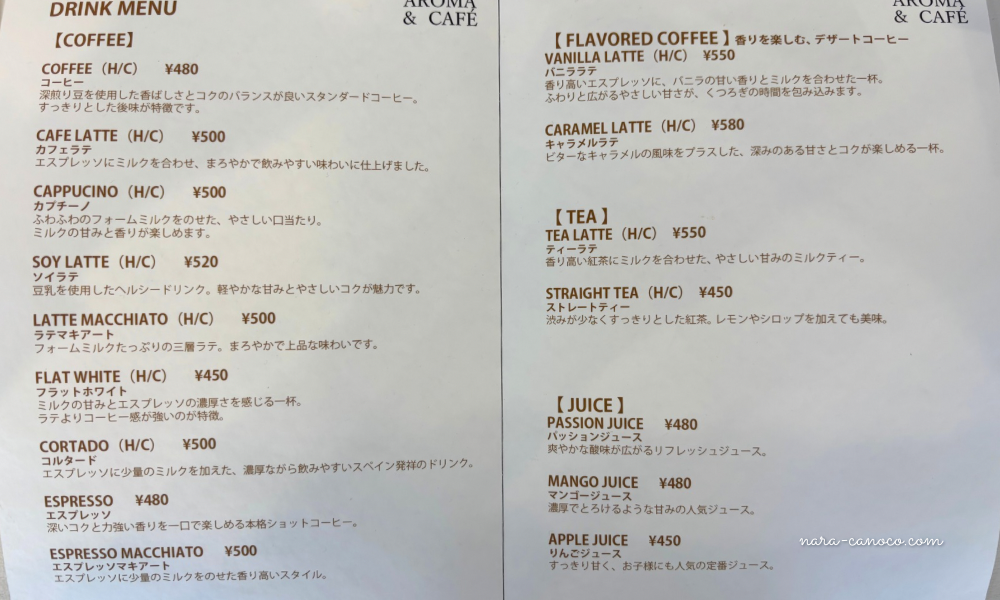 DRINK MENU
AROMA
& CAFÉ
【COFFEE】
COFFEE（H/C） ¥480
コーヒー
深煎り豆を使用した香ばしさとコクのバランスが良いスタンダードコーヒー。
すっきりとした後味が特徴です。
CAFE LATTE（H/C） ¥500
カフェラテ
エスプレッソにミルクを合わせ、まろやかで飲みやすい味わいに仕上げました。
CAPPUCINO（H/C） ¥500
カプチーノ
ふわふわのフォームミルクをのせた、やさしい口当たり。
ミルクの甘みと香りが楽しめます。
SOY LATTE（H/C） ¥520
ソイラテ
豆乳を使用したヘルシードリンク。軽やかな甘みとやさしいコクが魅力です。
LATTE MACCHIATO（H/C） ¥500
ラテマキアート
フォームミルクたっぷりの三層ラテ。まろやかで上品な味わいです。
FLAT WHITE（H/C） ¥450
フラットホワイト
ミルクの甘みとエスプレッソの濃厚さを感じる一杯。
ラテよりコーヒー感が強いのが特徴。
CORTADO（H/C） ¥500
コルタード
エスプレッソに少量のミルクを加えた、濃厚ながら飲みやすいスペイン発祥のドリンク。
ESPRESSO ¥480
エスプレッソ
深いコクと力強い香りを一口で楽しめる本格ショットコーヒー。
ESPRESSO MACCHIATO ¥500
エスプレッソマキアート
エスプレッソに少量のミルクをのせた香り高いスタイル。
AROMA
& CAFÉ
【FLAVORED COFFEE】香りを楽しむ、デザートコーヒー
VANILLA LATTE（H/C） ¥550
バニララテ
香り高いエスプレッソに、バニラの甘い香りとミルクを合わせた一杯。
ふわりと広がるやさしい甘さが、くつろぎの時間を包み込みます。
CARAMEL LATTE（H/C） ¥580
キャラメルラテ
ビターなキャラメルの風味をプラスした、深みのある甘さとコクが楽しめる一杯。
【TEA】
TEA LATTE（H/C） ¥550
ティーラテ
香り高い紅茶にミルクを合わせた、やさしい甘みのミルクティー。
STRAIGHT TEA（H/C） ¥450
ストレートティー
渋みが少なくすっきりとした紅茶。レモンやシロップを加えても美味。
【JUICE】
PASSION JUICE ¥480
パッションジュース
爽やかな酸味が広がるリフレッシュジュース。
MANGO JUICE ¥480
マンゴージュース
濃厚でとろけるような甘みの人気ジュース。
APPLE JUICE ¥450
りんごジュース
すっきり甘く、お子様にも人気の定番ジュース。
nara-canoco.com